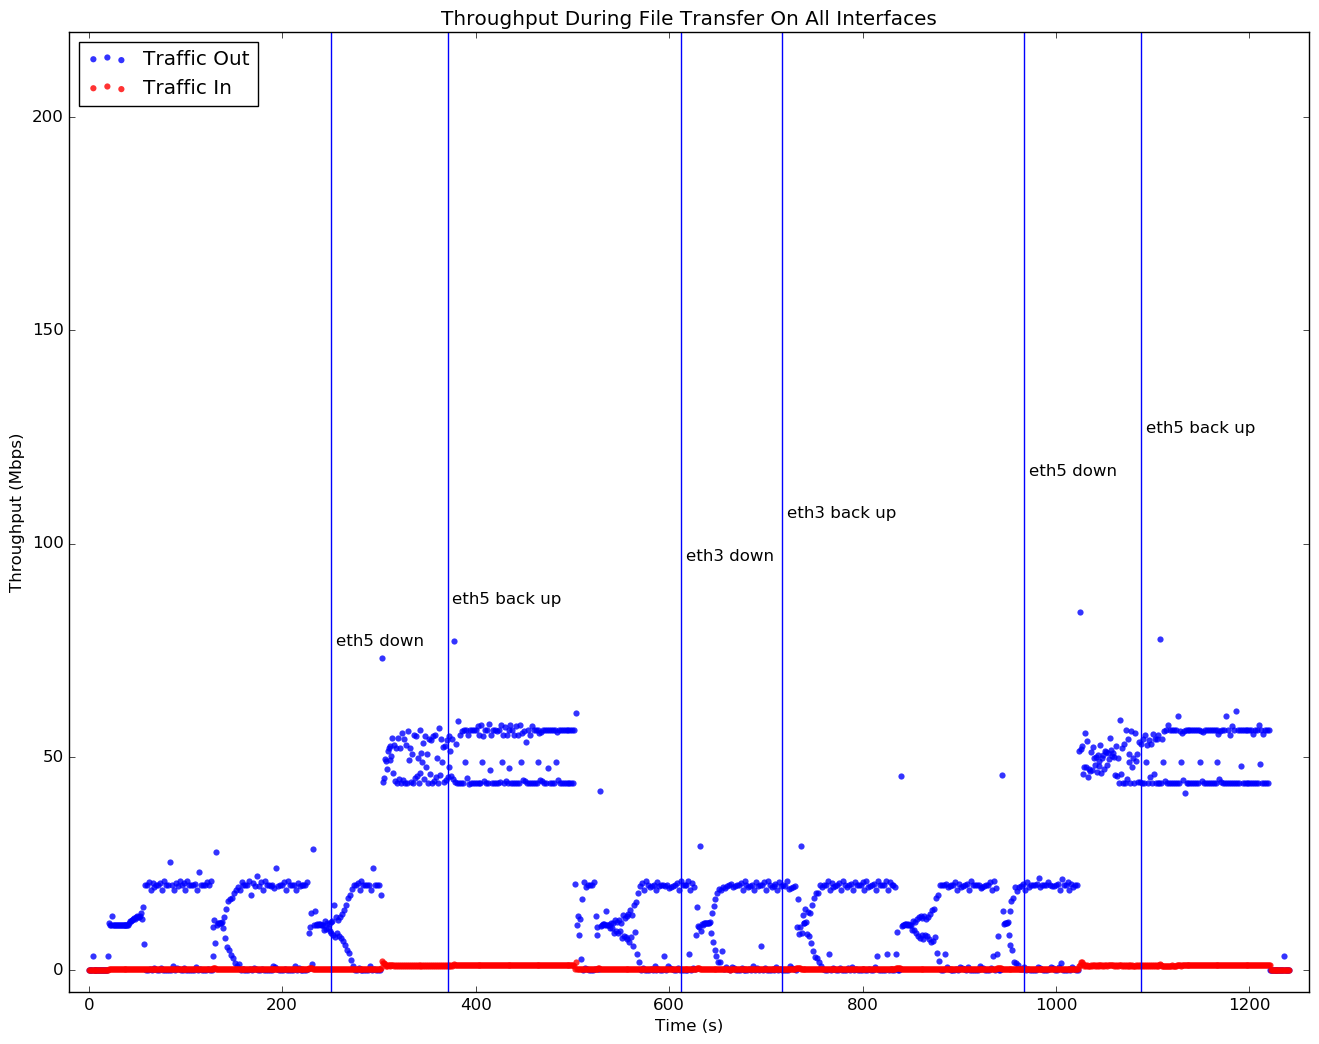 Throughput During File Transfer On All Interfaces
Traffic Out
Traffic In
200
150
100
50
0
Throughput (Mbps)
eth5 back up
eth5 down
eth3 back up
eth3 down
eth5 back up
eth5 down
0
200
400
600
800
1000
1200
Time (s)